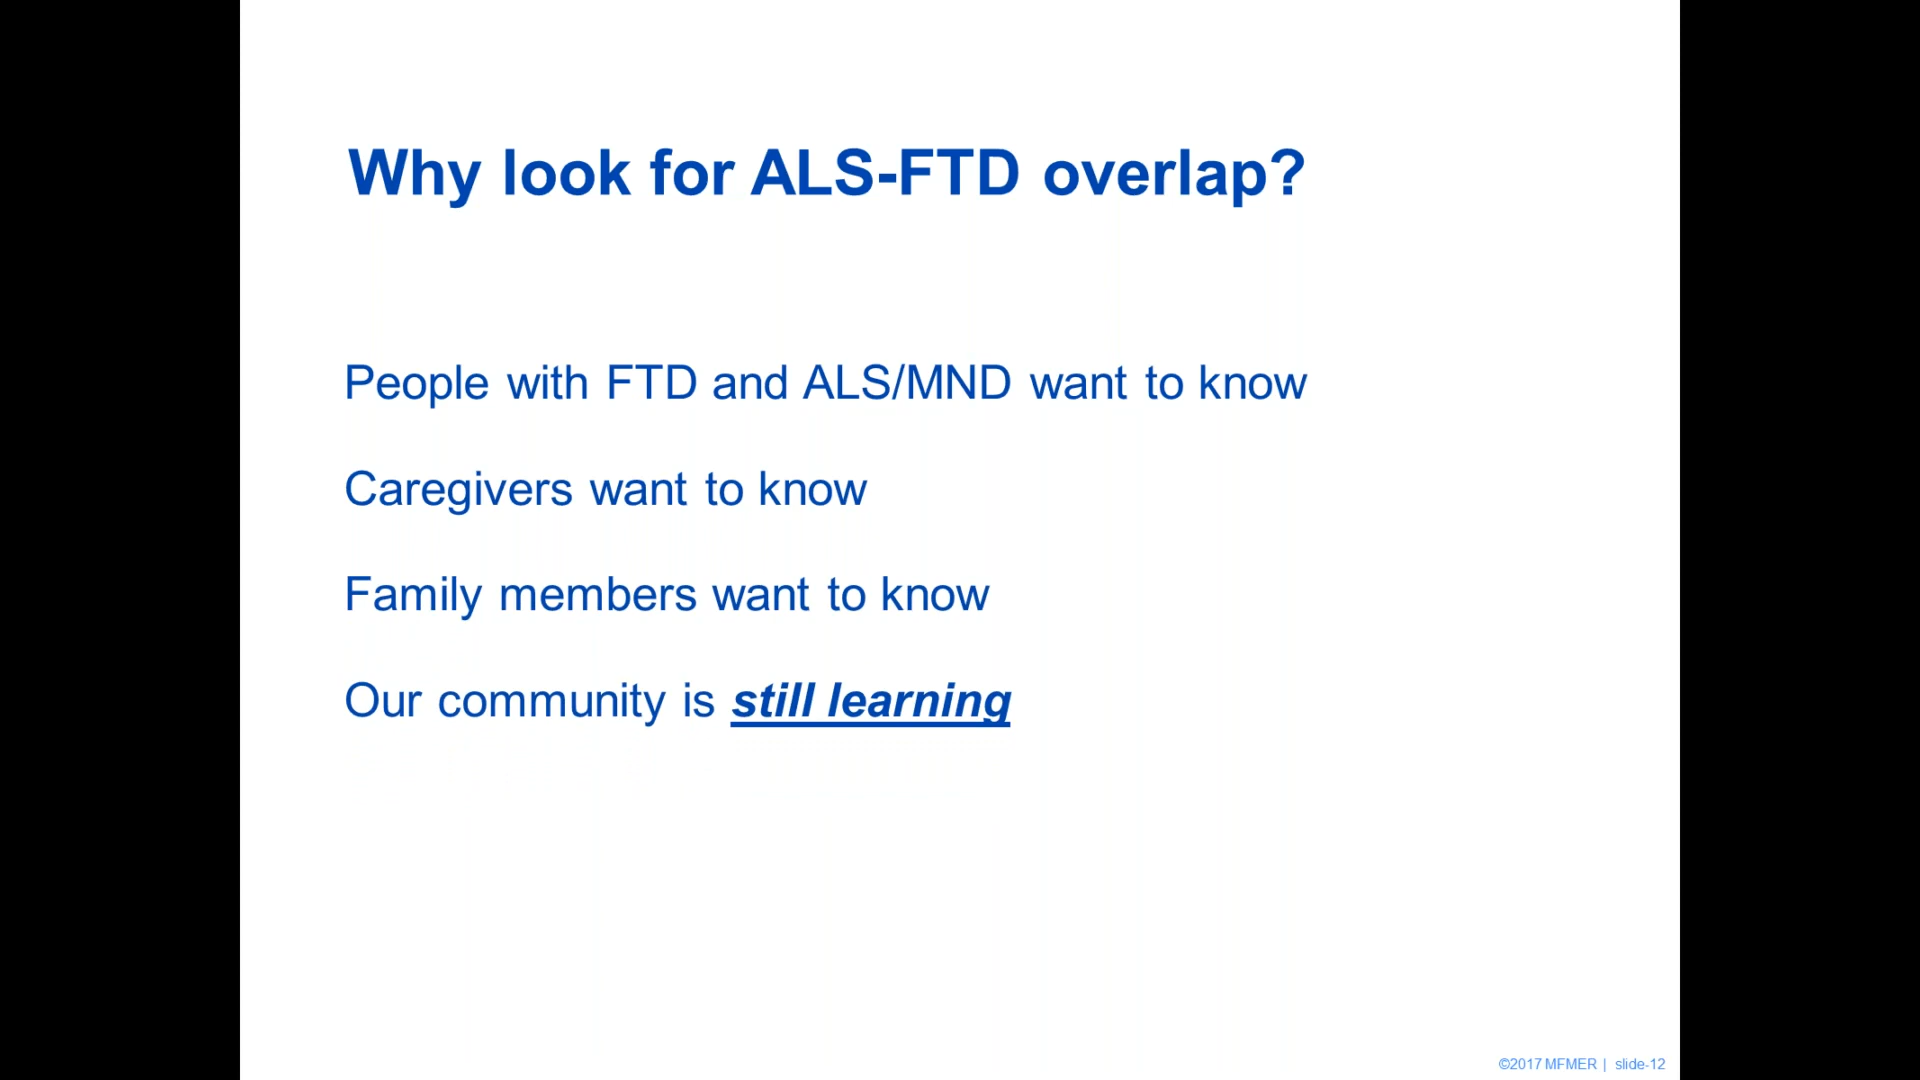 Why look for ALS-FTD overlap?
People with FTD and ALS/MND want to know
Caregivers want to know
Family members want to know
Our community is still learning
©2017 MFMER | slide-12